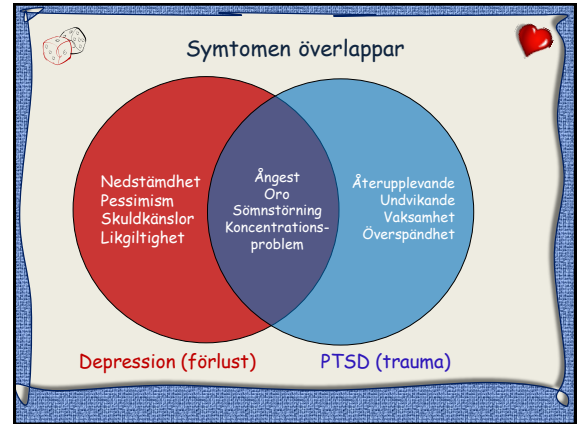 Symtomen överlappar
Nedstämdhet
Pessimism
Skuldkänslor
Likgiltighet
Ångest
Oro
Sömnstörning
Koncentrations-
problem
Återupplevande
Undvikande
Vaksamhet
Överspändhet
Depression (förlust)
PTSD (trauma)